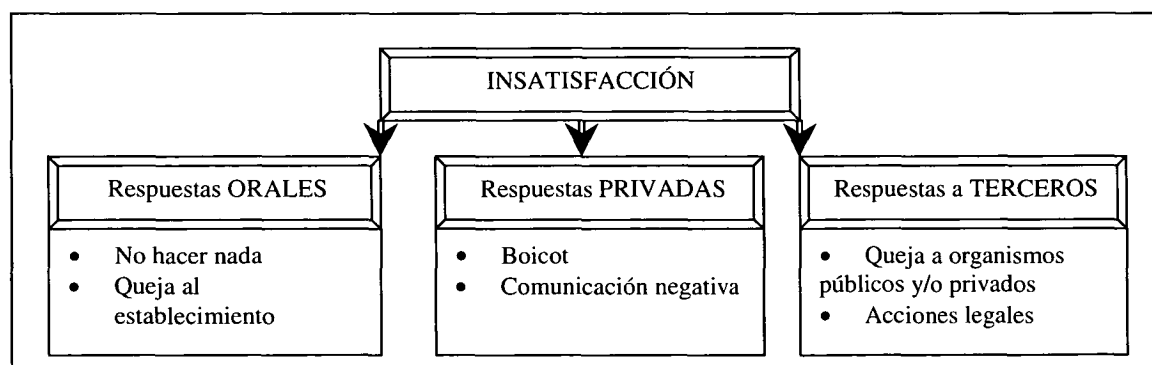 INSATISFACCIÓN
Respuestas ORALES
• No hacer nada
• Queja al
establecimiento
Respuestas PRIVADAS
• Boicot
• Comunicación negativa
Respuestas a TERCEROS
• Queja a organismos
públicos y/o privados
• Acciones legales